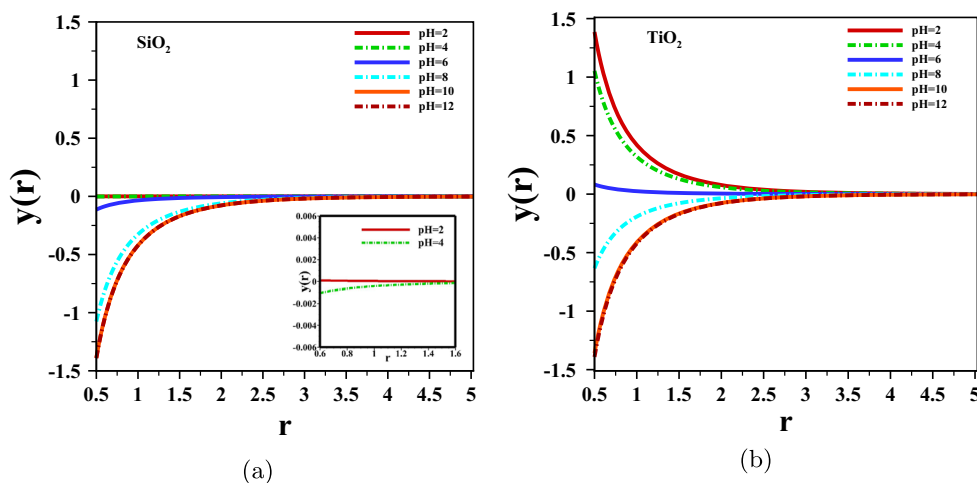 SiO2
pH=2
pH=4
pH=6
pH=8
pH=10
pH=12
1.5
1
0.5
0
-0.5
-1
-1.5
y(r)
0.5 1 1.5 2 2.5 3 3.5 4 4.5 5
r
pH=2
pH=4
0.006
0.004
0.002
0
-0.002
-0.004
-0.006
y(r)
0.6 0.8 1 1.2 1.4 1.6
r
(a)
TiO2
pH=2
pH=4
pH=6
pH=8
pH=10
pH=12
1.5
1
0.5
0
-0.5
-1
-1.5
y(r)
0.5 1 1.5 2 2.5 3 3.5 4 4.5 5
r
(b)